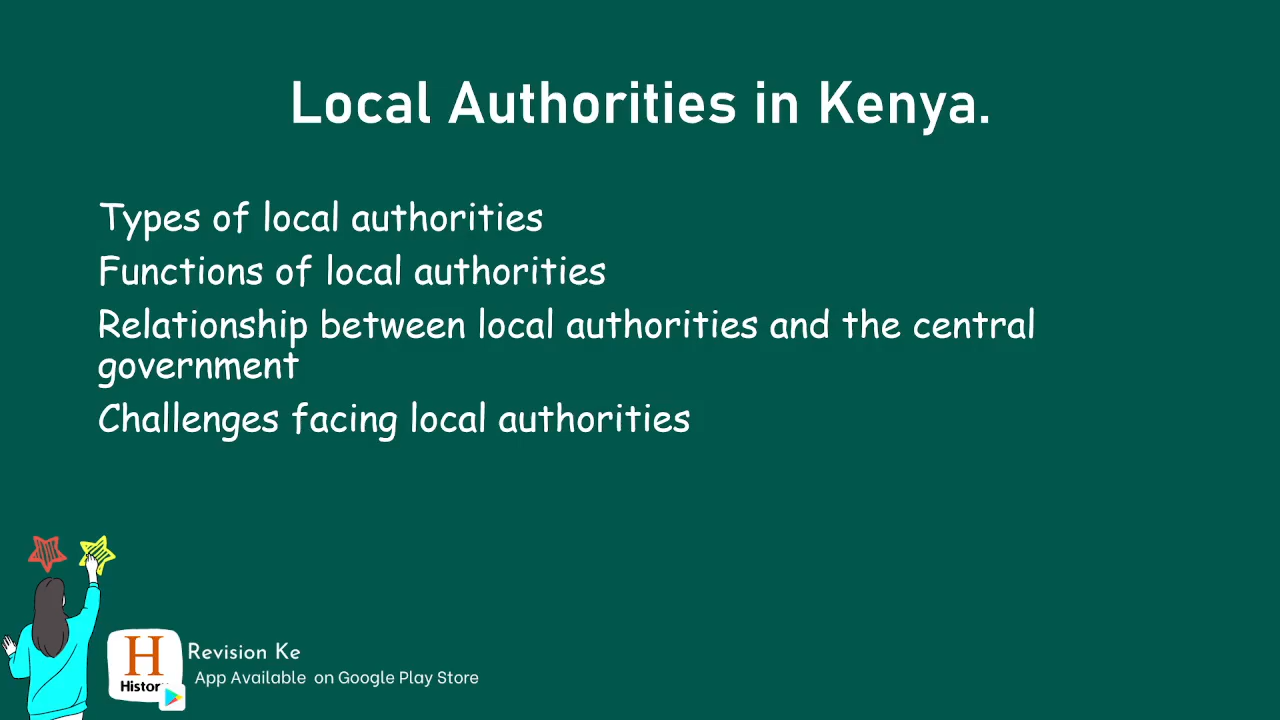 Local Authorities in Kenya.
Types of local authorities
Functions of local authorities
Relationship between local authorities and the central
government
Challenges facing local authorities
H
History
Revision Ke
App Available on Google Play Store